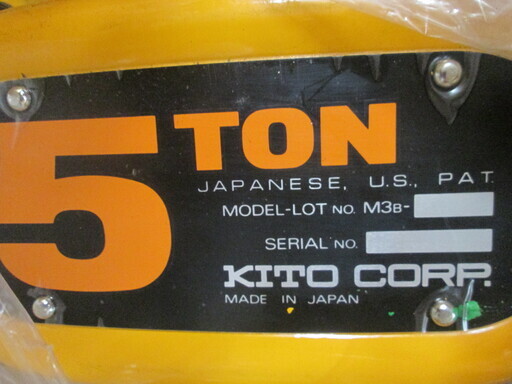 5 TON
JAPANESE, U.S., PAT.
MODEL-LOT NO. M3B-
SERIAL NO.
KITO CORP.
MADE IN JAPAN